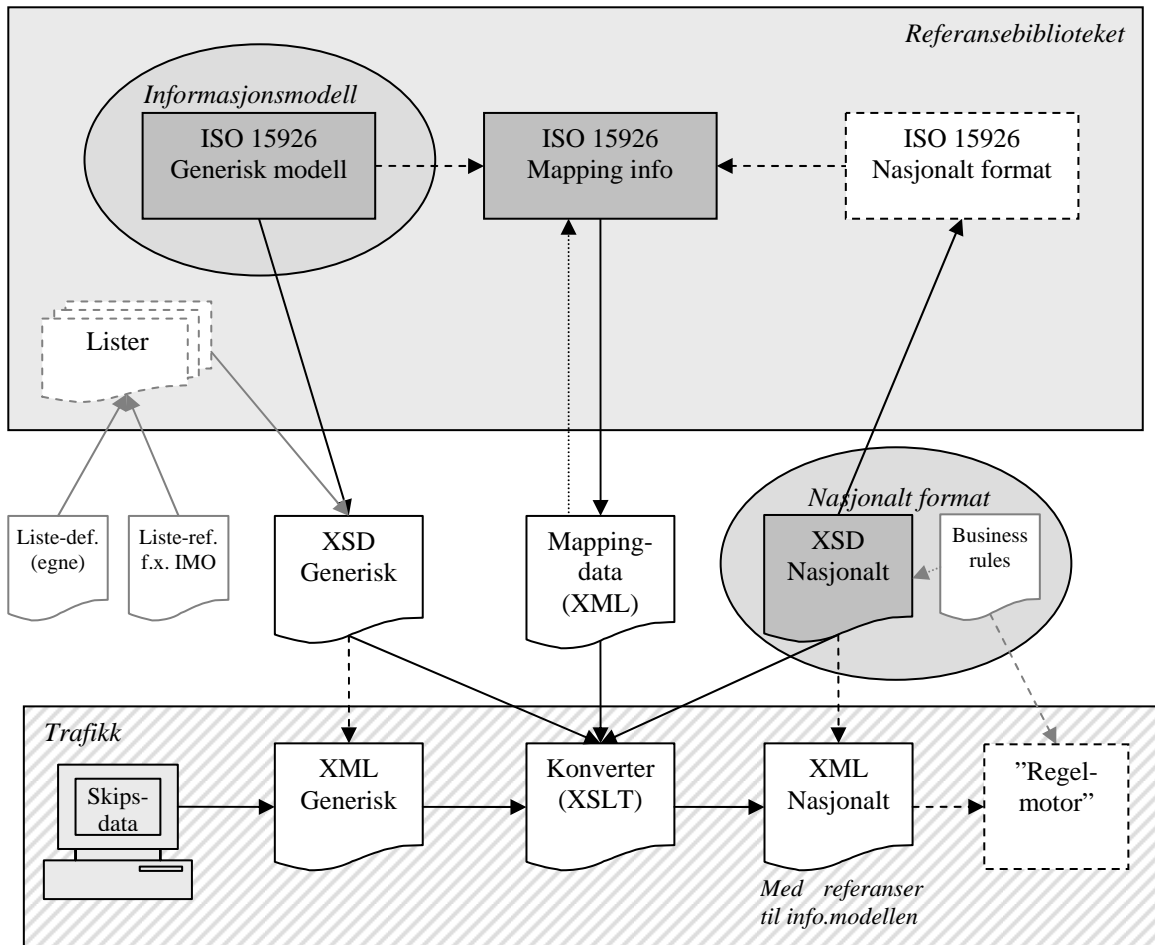 Referansebiblioteket
Informasjonsmodell
ISO 15926
Generisk modell
ISO 15926
Mapping info
ISO 15926
Nasjonalt format
Lister
Liste-def.
(egne)
Liste-ref.
f.x. IMO
XSD
Generisk
Mapping-
data
(XML)
Nasjonalt format
XSD
Nasjonalt
Business
rules
Trafikk
Skips-
data
XML
Generisk
Konverter
(XSLT)
XML
Nasjonalt
”Regel-
motor”
Med referanser
til info.modellen